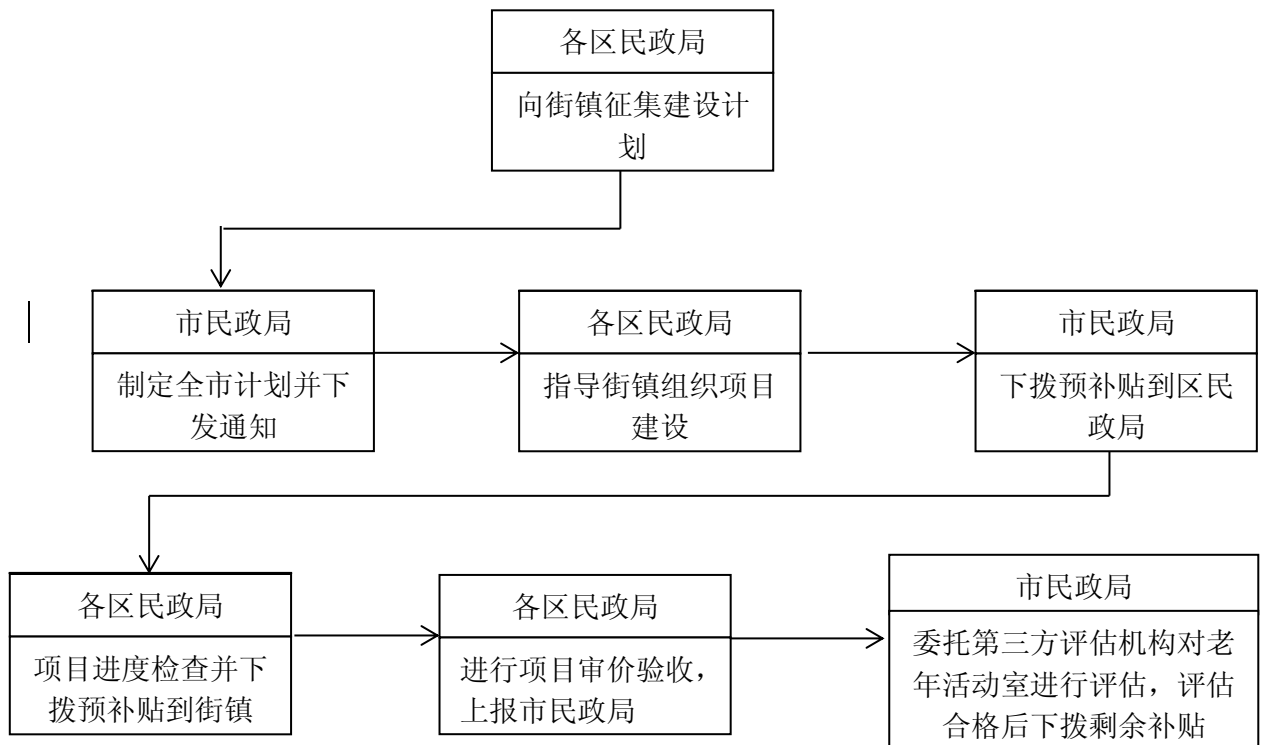 各区民政局
向街镇征集建设计
划
市民政局
制定全市计划并下
发通知
各区民政局
指导街镇组织项目
建设
市民政局
下拨预补贴到区民
政局
各区民政局
项目进度检查并下
拨预补贴到街镇
各区民政局
进行项目审价验收，
上报市民政局
市民政局
委托第三方评估机构对老
年活动室进行评估，评估
合格后下拨剩余补贴